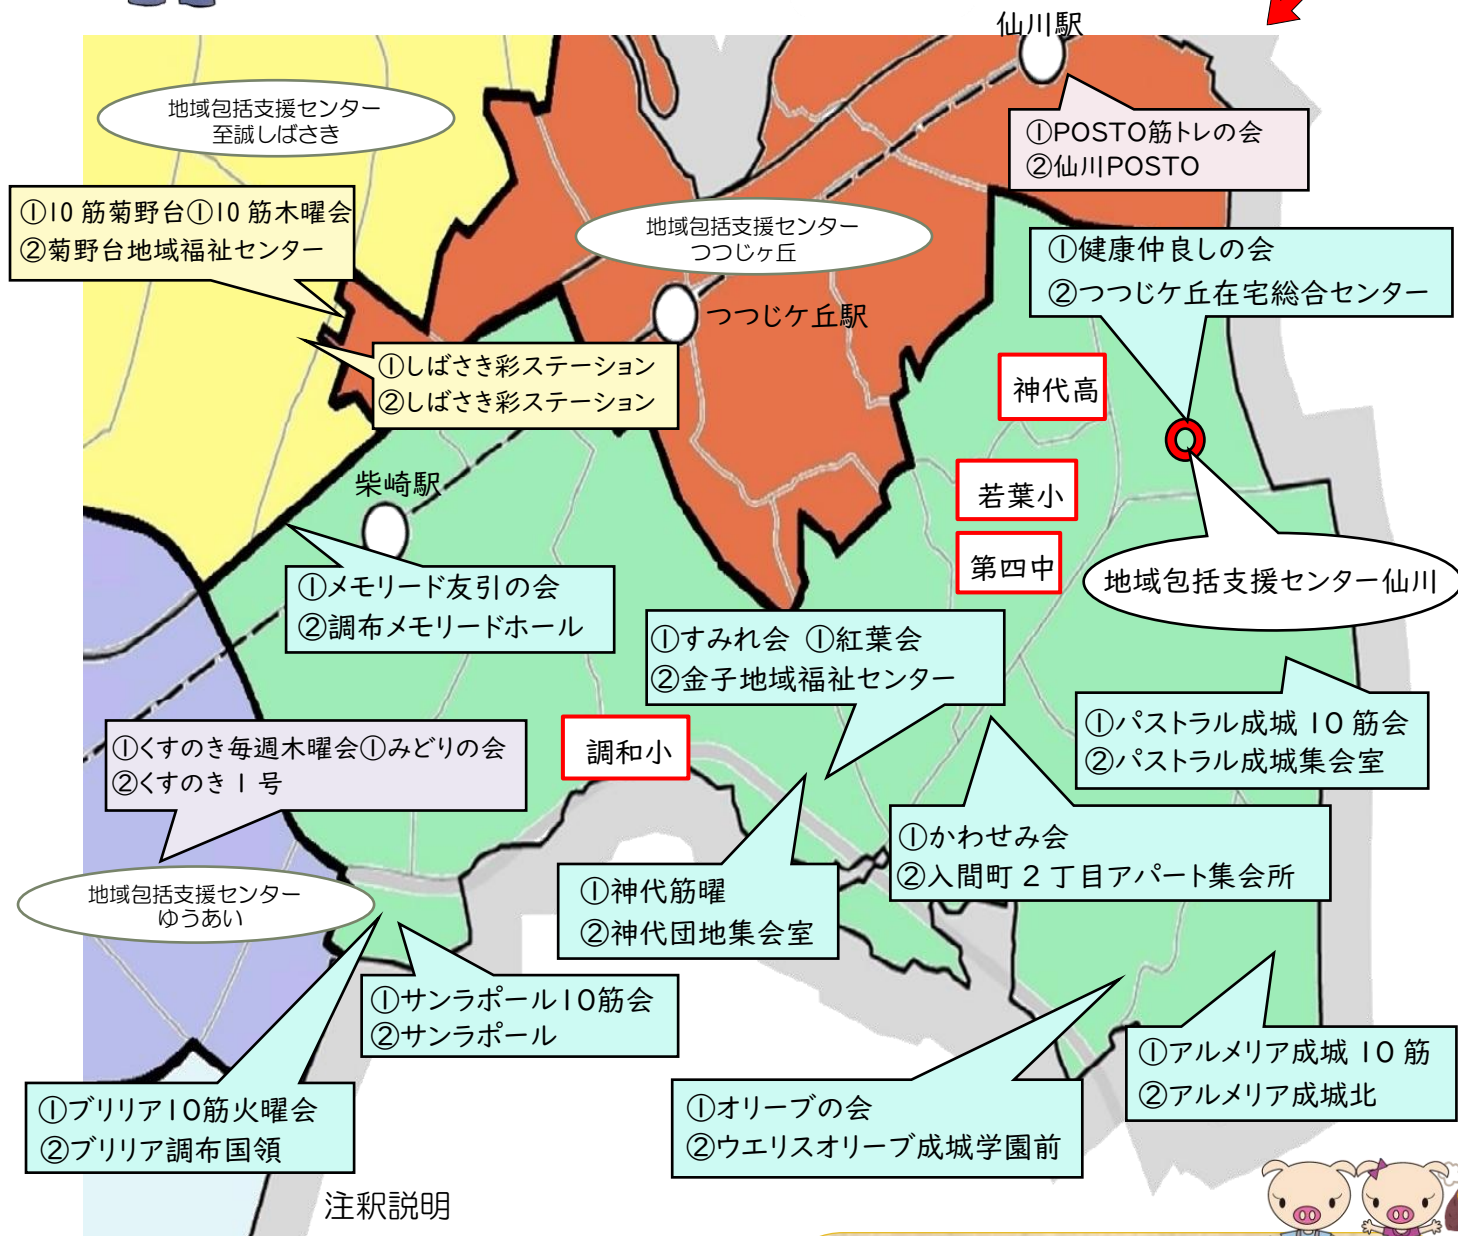 仙川駅
地域包括支援センター
至誠しばさき
①POSTO筋トレの会
②仙川POSTO
①10筋菊野台①10筋木曜会
②菊野台地域福祉センター
地域包括支援センター
つつじヶ丘
①健康仲良しの会
②つつじケ丘在宅総合センター
つつじケ丘駅
①しばさき彩ステーション
②しばさき彩ステーション
神代高
柴崎駅
若葉小
第四中
地域包括支援センター仙川
①メモリード友引の会
②調布メモリードホール
①すみれ会 ①紅葉会
②金子地域福祉センター
①パストラル成城10筋会
②パストラル成城集会室
①くすのき毎週木曜会①みどりの会
②くすのき1号
調和小
①かわせみ会
②入間町2丁目アパート集会所
地域包括支援センター
ゆうあい
①神代筋曜
②神代団地集会室
①サンラポール10筋会
②サンラポール
①アルメリア成城10筋
②アルメリア成城北
①ブリリア10筋火曜会
②ブリリア調布国領
①オリーブの会
②ウエリスオリーブ成城学園前
注釈説明